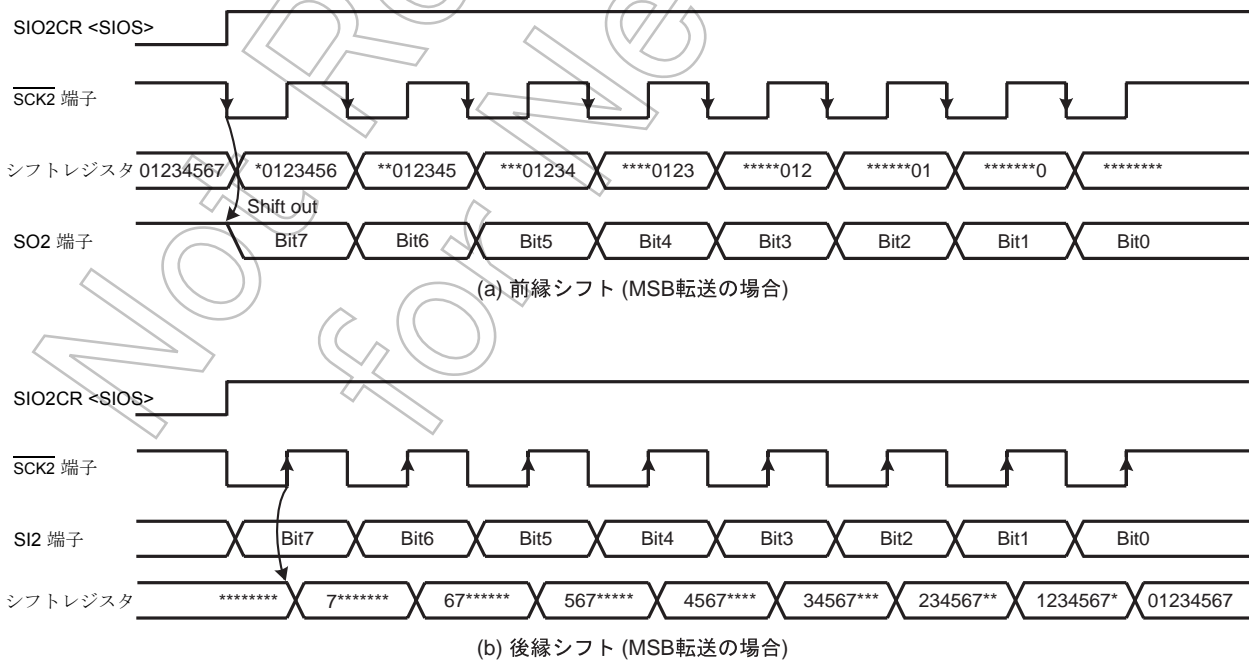 SIO2CR <SIOS>
SCK2 端子
シフトレジスタ 01234567 *0123456 **012345 ***01234 ****0123 *****012 ******01 *******0 ********
Shift out
SO2 端子 Bit7 Bit6 Bit5 Bit4 Bit3 Bit2 Bit1 Bit0
(a) 前縁シフト (MSB転送の場合)
SIO2CR <SIOS>
SCK2 端子
SI2 端子 Bit7 Bit6 Bit5 Bit4 Bit3 Bit2 Bit1 Bit0
シフトレジスタ ******** 7******* 67****** 567***** 4567**** 34567*** 234567** 1234567* 01234567
(b) 後縁シフト (MSB転送の場合)
Not R
for Ne